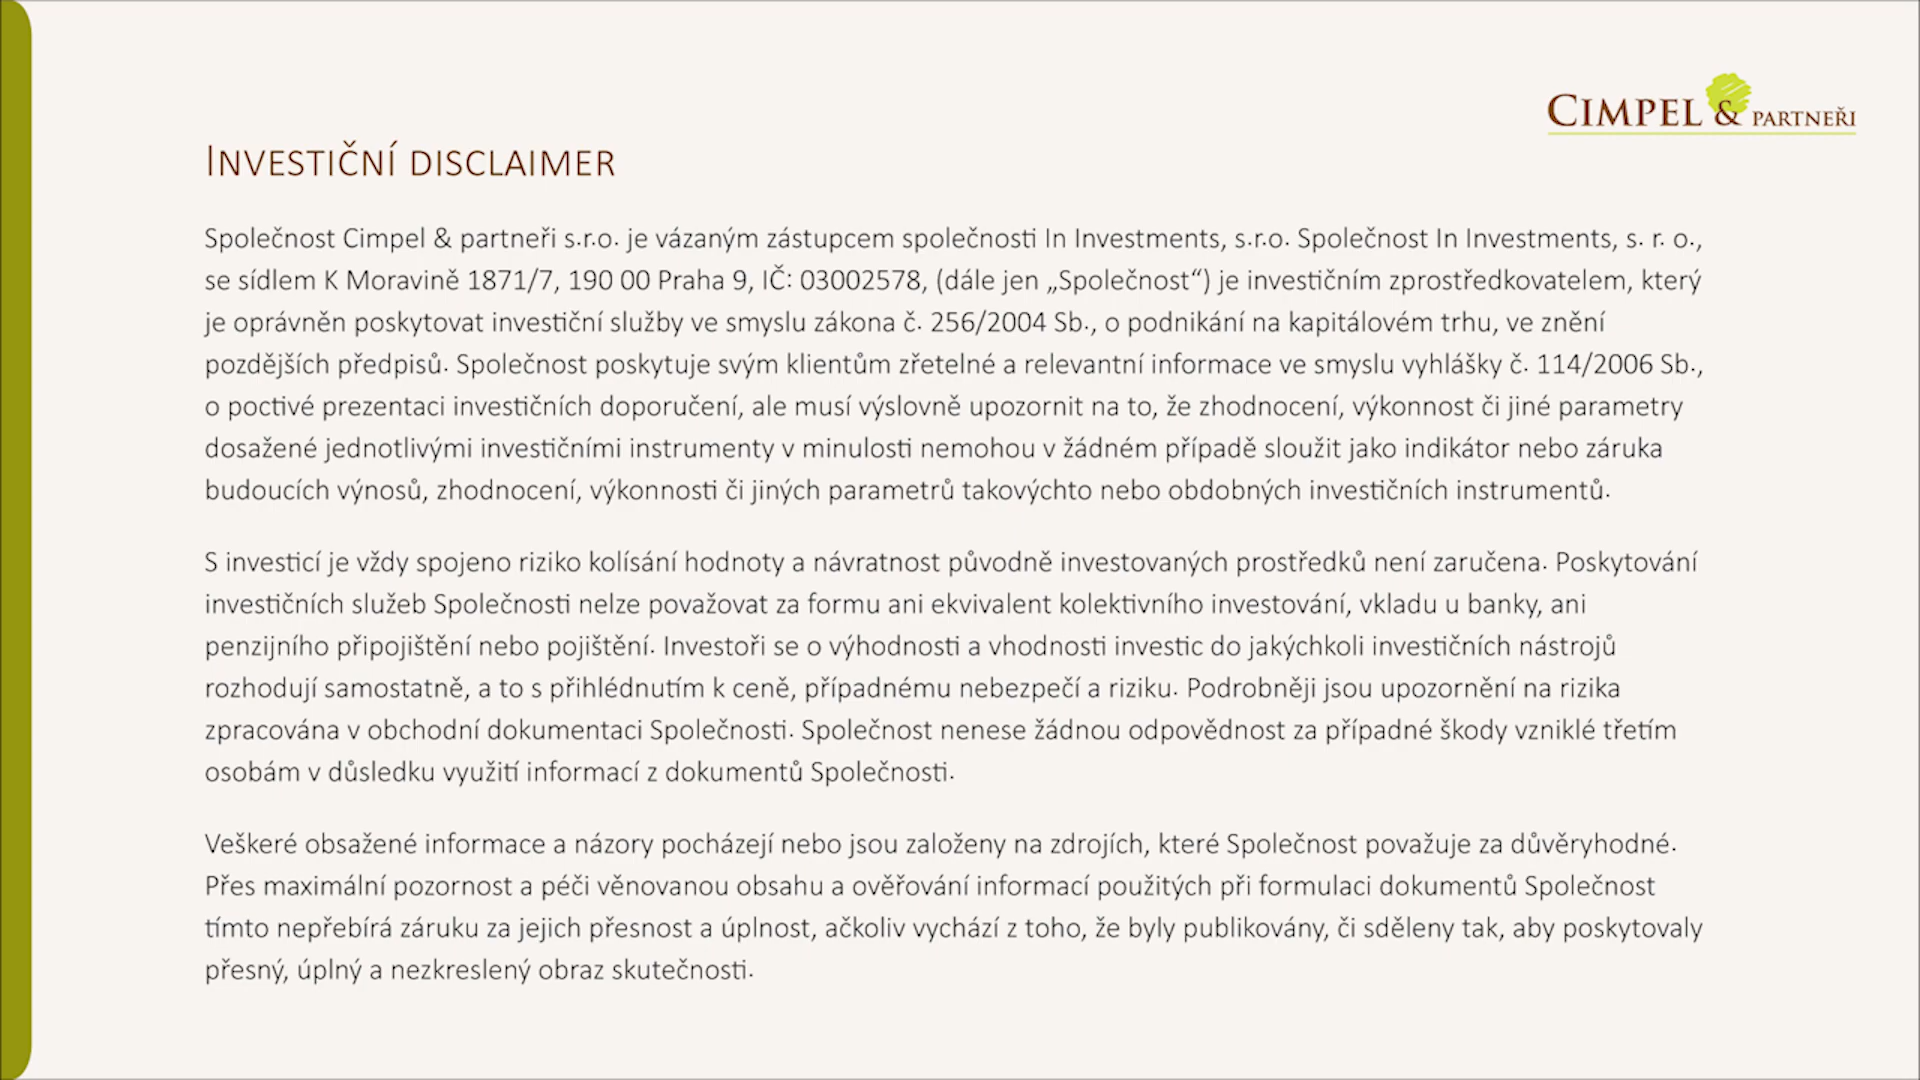 CIMPEL & PARTNEŘI
INVESTIČNÍ DISCLAIMER
Společnost Cimpel & partneři s.r.o. je vázaným zástupcem společnosti In Investments, s.r.o. Společnost In Investments, s. r. o.,
se sídlem K Moravině 1871/7, 190 00 Praha 9, IČ: 03002578, (dále jen „Společnost“) je investičním zprostředkovatelem, který
je oprávněn poskytovat investiční služby ve smyslu zákona č. 256/2004 Sb., o podnikání na kapitálovém trhu, ve znění
pozdějších předpisů. Společnost poskytuje svým klientům zřetelné a relevantní informace ve smyslu vyhlášky č. 114/2006 Sb.,
o poctivé prezentaci investičních doporučení, ale musí výslovně upozornit na to, že zhodnocení, výkonnost či jiné parametry
dosažené jednotlivými investičními instrumenty v minulosti nemohou v žádném případě sloužit jako indikátor nebo záruka
budoucích výnosů, zhodnocení, výkonnosti či jiných parametrů takovýchto nebo obdobných investičních instrumentů.
S investicí je vždy spojeno riziko kolísání hodnoty a návratnost původně investovaných prostředků není zaručena. Poskytování
investičních služeb Společnosti nelze považovat za formu ani ekvivalent kolektivního investování, vkladu u banky, ani
penzijního připojištění nebo pojištění. Investoři se o výhodnosti a vhodnosti investic do jakýchkoli investičních nástrojů
rozhodují samostatně, a to s přihlédnutím k ceně, případnému nebezpečí a riziku. Podrobněji jsou upozornění na rizika
zpracována v obchodní dokumentaci Společnosti. Společnost nenese žádnou odpovědnost za případné škody vzniklé třetím
osobám v důsledku využití informací z dokumentů Společnosti.
Veškeré obsažené informace a názory pocházejí nebo jsou založeny na zdrojích, které Společnost považuje za důvěryhodné.
Přes maximální pozornost a péči věnovanou obsahu a ověřování informací použitých při formulaci dokumentů Společnost
tímto nepřebírá záruku za jejich přesnost a úplnost, ačkoliv vychází z toho, že byly publikovány, či sděleny tak, aby poskytovaly
přesný, úplný a nezkreslený obraz skutečnosti.